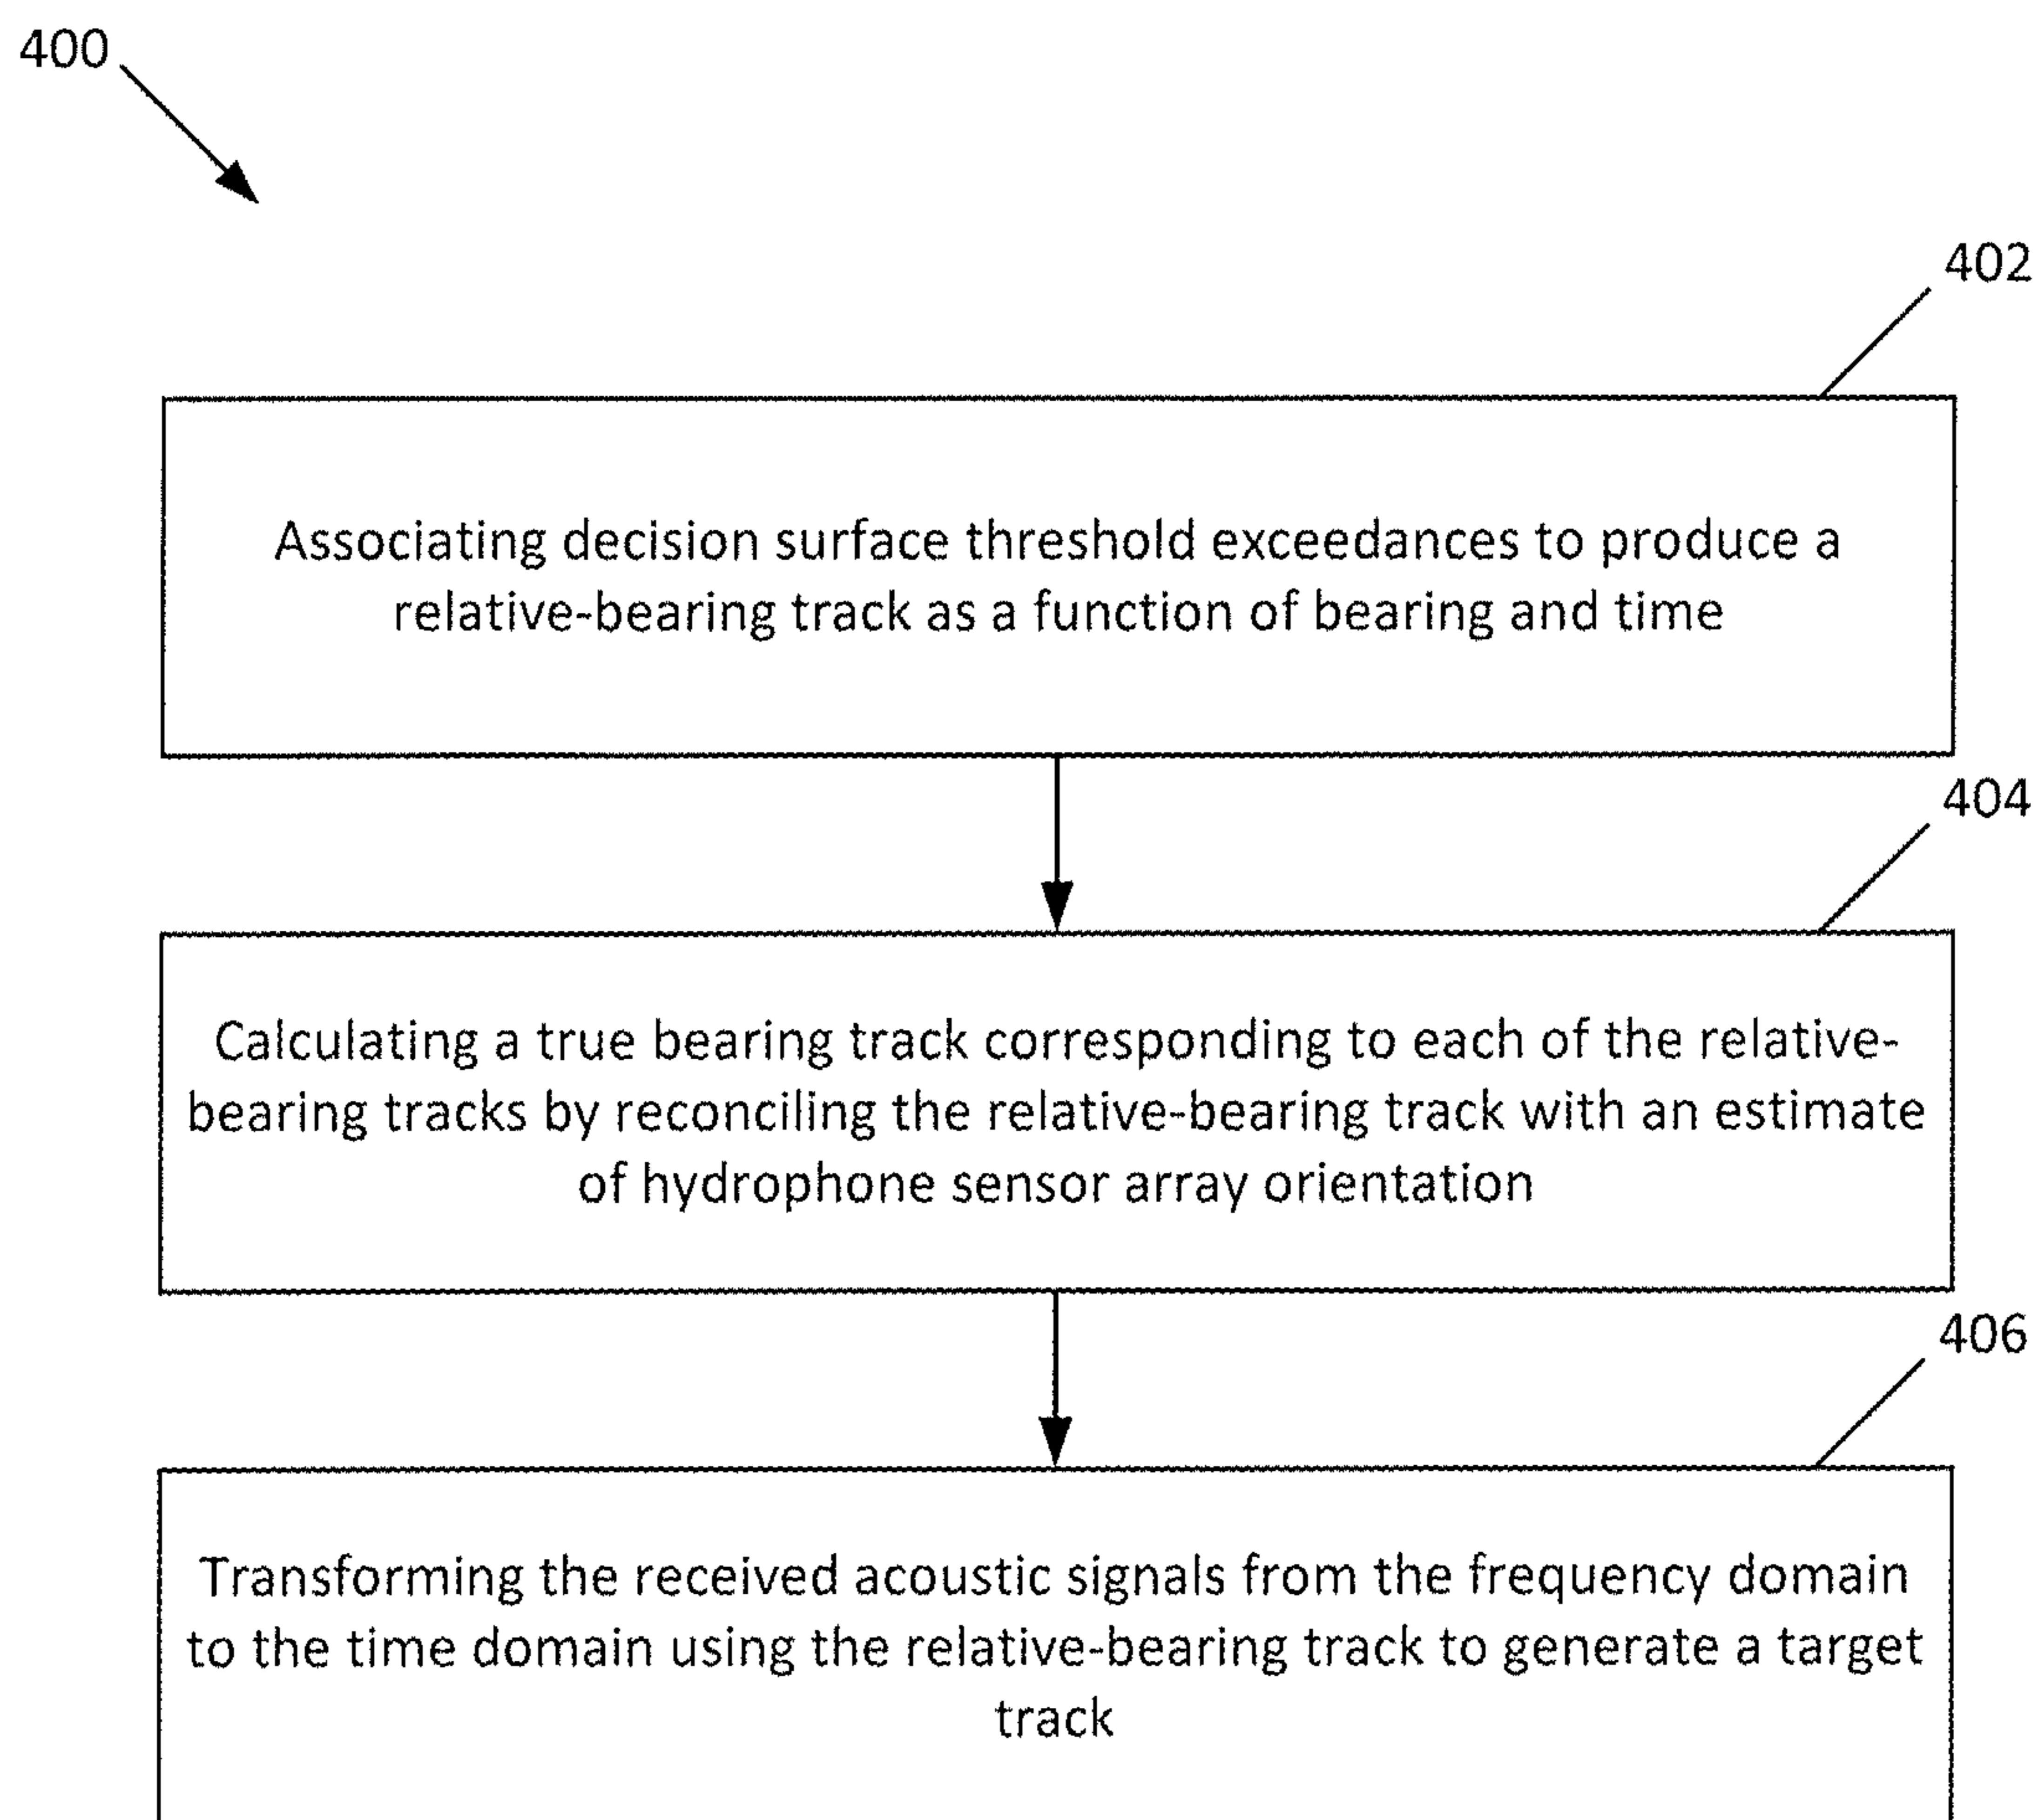 400
402
Associating decision surface threshold exceedances to produce a
relative-bearing track as a function of bearing and time
404
Calculating a true bearing track corresponding to each of the relative-
bearing tracks by reconciling the relative-bearing track with an estimate
of hydrophone sensor array orientation
406
Transforming the received acoustic signals from the frequency domain
to the time domain using the relative-bearing track to generate a target
track